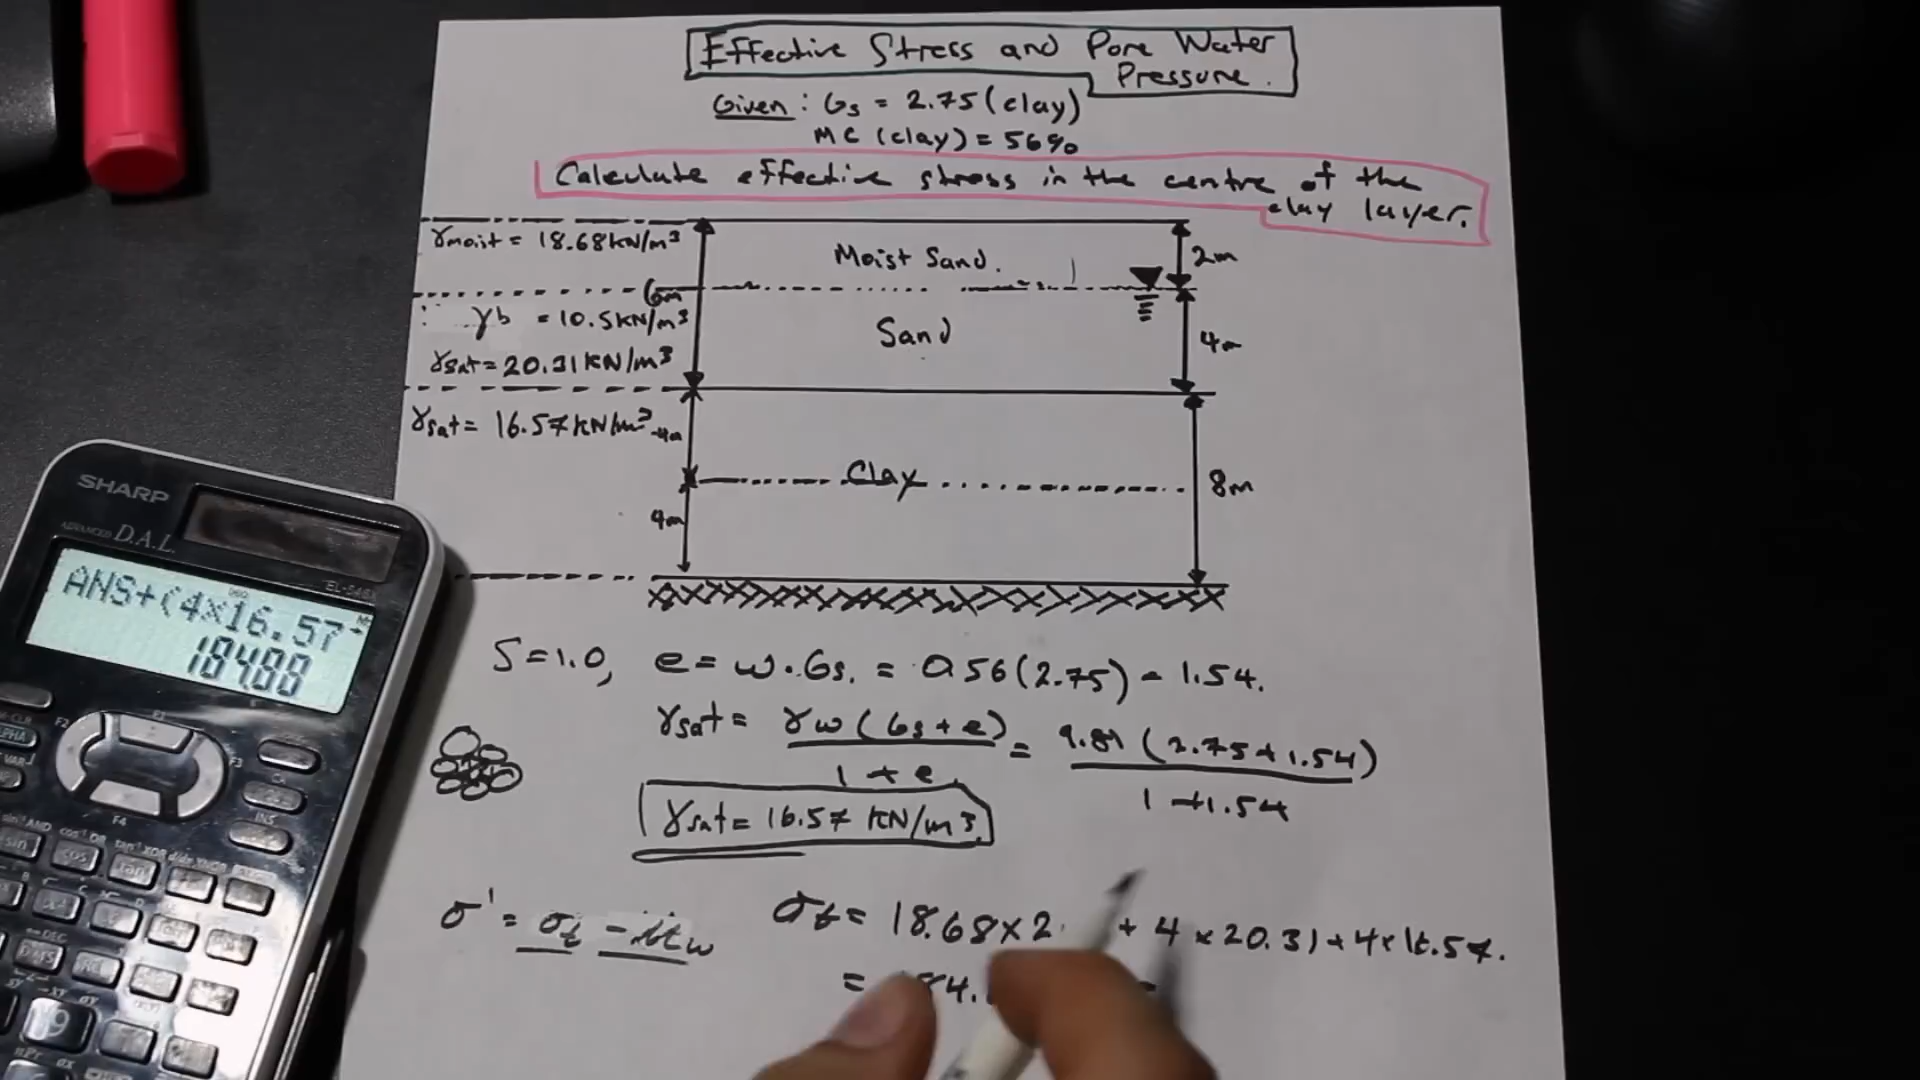 Effective Stress and Pore Water
Pressure.
Given: Gs = 2.75 (clay)
MC (clay) = 56%
Calculate effective stress in the centre of the
clay layer.
γmoist = 18.68 kN/m³
Moist Sand.
2m
6m
γb = 10.5 kN/m³
Sand
4m
γsat = 20.31 kN/m³
γsat = 16.57 kN/m³
4m
Clay
8m
4m
SHARP
ADVANCED D.A.L.
ANS+(4×16.57
184.88
S = 1.0, e = w.Gs. = 0.56 (2.75) = 1.54.
γsat = γw (Gs + e) / 1 + e = 9.81 (2.75 + 1.54) / 1 + 1.54
γsat = 16.57 kN/m³
σ' = σt - μw
σt = 18.68 × 2 + 4 × 20.31 + 4 × 16.57.